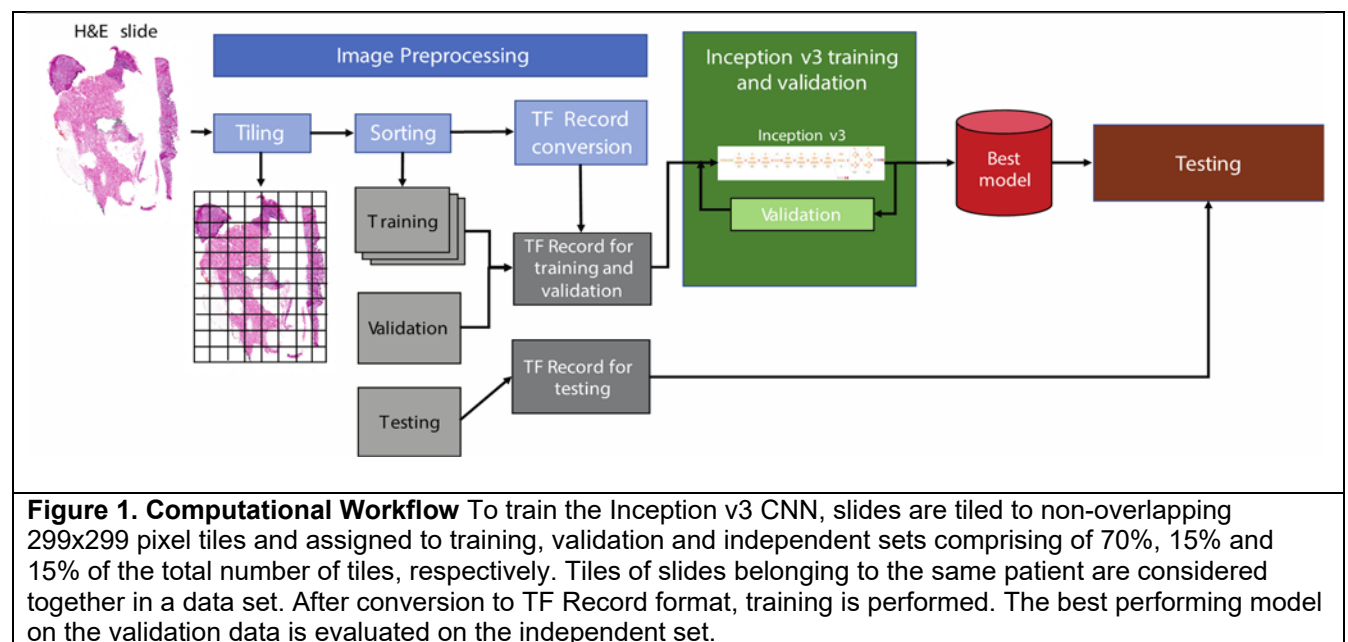 H&E slide
Image Preprocessing
Inception v3 training
and validation
Tiling
Sorting
TF Record
conversion
Inception v3
Best
model
Testing
Training
Validation
TF Record for
training and
validation
Validation
TF Record for
testing
Testing
Figure 1. Computational Workflow To train the Inception v3 CNN, slides are tiled to non-overlapping
299x299 pixel tiles and assigned to training, validation and independent sets comprising of 70%, 15% and
15% of the total number of tiles, respectively. Tiles of slides belonging to the same patient are considered
together in a data set. After conversion to TF Record format, training is performed. The best performing model
on the validation data is evaluated on the independent set.